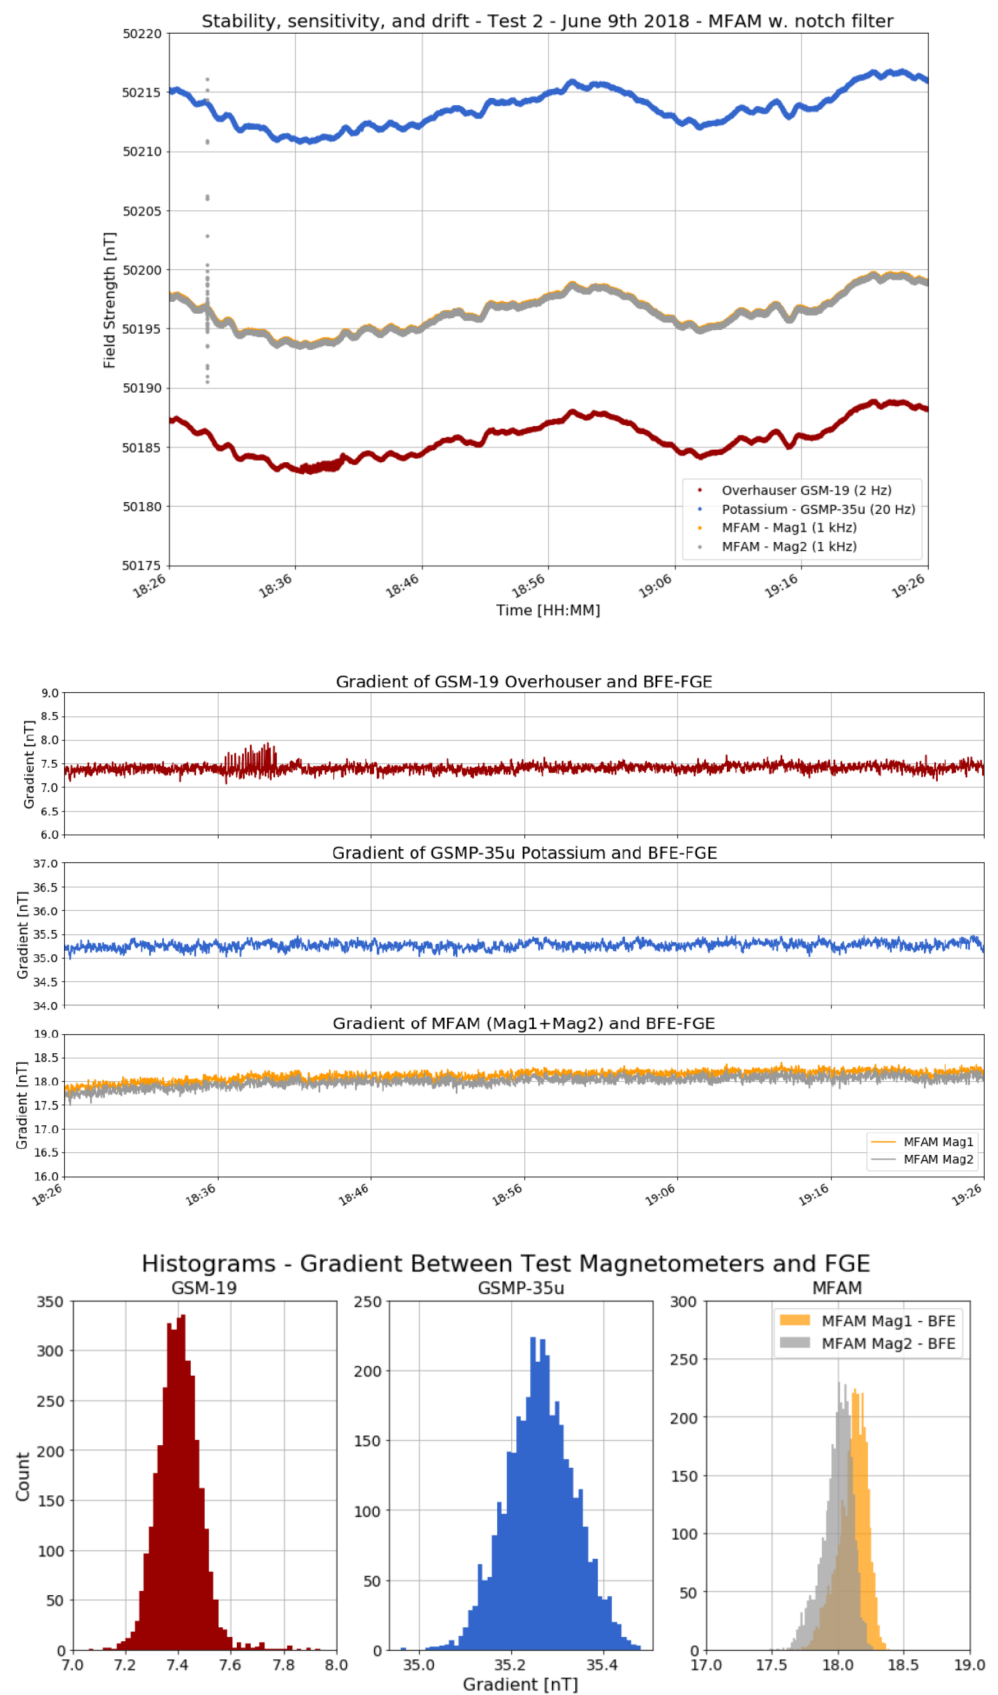 Stability, sensitivity, and drift - Test 2 - June 9th 2018 - MFAM w. notch filter
50220
50215
50210
50205
50200
50195
50190
50185
50180
50175
Field Strength [nT]
Overhauser GSM-19 (2 Hz)
Potassium - GSMP-35u (20 Hz)
MFAM - Mag1 (1 kHz)
MFAM - Mag2 (1 kHz)
18:26 18:36 18:46 18:56 19:06 19:16 19:26
Time [HH:MM]
Gradient of GSM-19 Overhouser and BFE-FGE
9.0
8.5
8.0
7.5
7.0
6.5
6.0
Gradient [nT]
Gradient of GSMP-35u Potassium and BFE-FGE
37.0
36.5
36.0
35.5
35.0
34.5
34.0
Gradient [nT]
Gradient of MFAM (Mag1+Mag2) and BFE-FGE
19.0
18.5
18.0
17.5
17.0
16.5
16.0
Gradient [nT]
MFAM Mag1
MFAM Mag2
18:26 18:36 18:46 18:56 19:06 19:16 19:26
Histograms - Gradient Between Test Magnetometers and FGE
GSM-19
350
300
250
200
150
100
50
0
Count
7.0 7.2 7.4 7.6 7.8 8.0
GSMP-35u
250
200
150
100
50
0
35.0 35.2 35.4
Gradient [nT]
MFAM
300
250
200
150
100
50
0
MFAM Mag1 - BFE
MFAM Mag2 - BFE
17.0 17.5 18.0 18.5 19.0